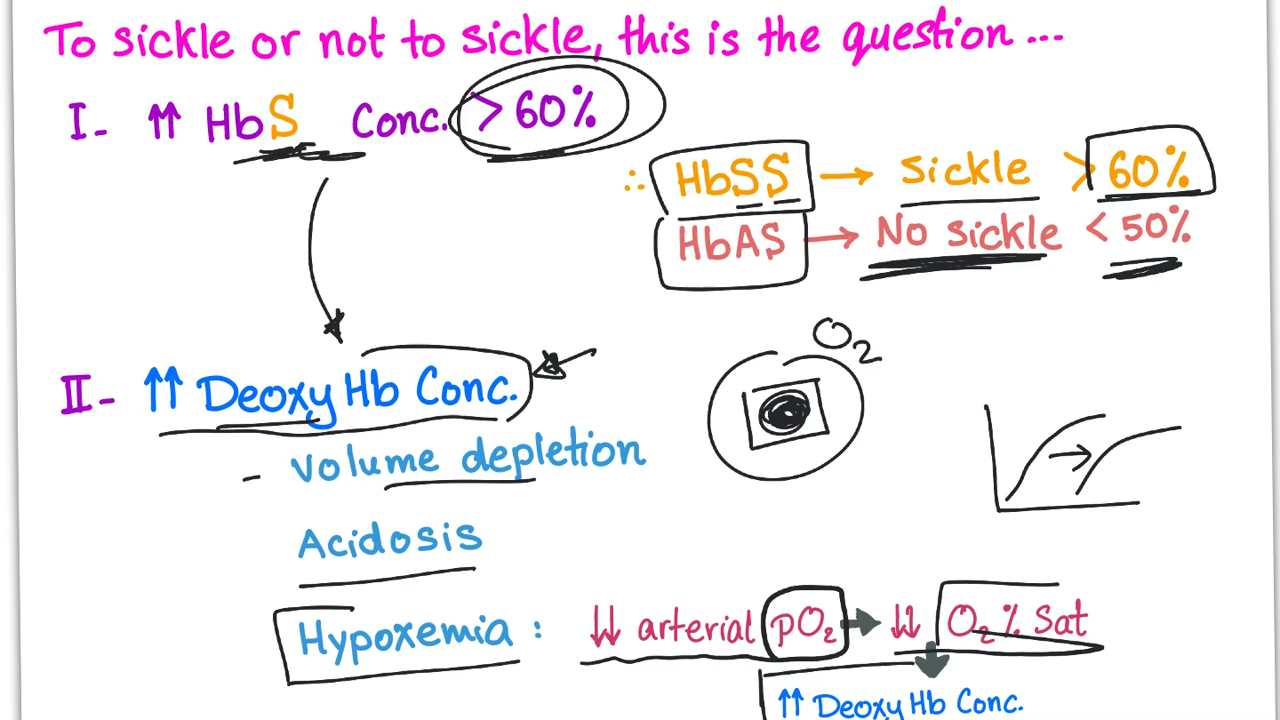 To sickle or not to sickle, this is the question ...
I- ⇈ HbS Conc. > 60%
∴ HbSS → Sickle > 60%
HbAS → No sickle < 50%
O₂
II- ↑↑ Deoxy Hb Conc.
- Volume depletion
Acidosis
Hypoxemia : ↓↓ arterial pO₂ → ↓↓ O₂ % Sat
↑↑ Deoxy Hb Conc.